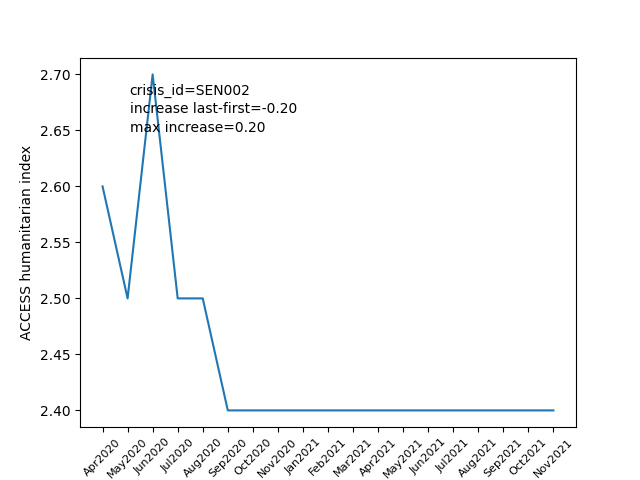 crisis_id=SEN002
increase last-first=-0.20
max increase=0.20
ACCESS humanitarian index
2.70
2.65
2.60
2.55
2.50
2.45
2.40
Apr2020
May2020
Jun2020
Jul2020
Aug2020
Sep2020
Oct2020
Nov2020
Jan2021
Feb2021
Mar2021
Apr2021
May2021
Jun2021
Jul2021
Aug2021
Sep2021
Oct2021
Nov2021